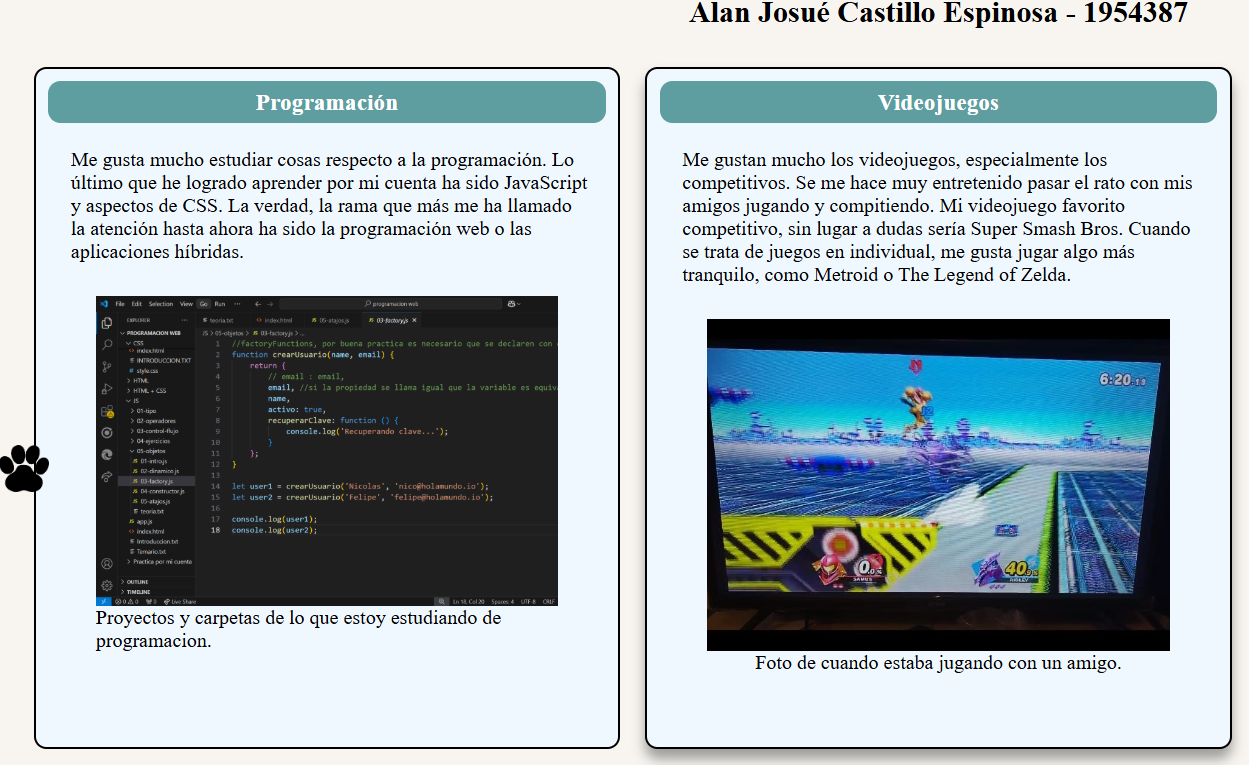 Alan Josué Castillo Espinosa - 1954387
Programación
Me gusta mucho estudiar cosas respecto a la programación. Lo
último que he logrado aprender por mi cuenta ha sido JavaScript
y aspectos de CSS. La verdad, la rama que más me ha llamado
la atención hasta ahora ha sido la programación web o las
aplicaciones híbridas.
File Edit Selection View Go Run ···
programacion web
EXPLORER
PROGRAMACION WEB
CSS
index.html
INTRODUCCION.TXT
style.css
HTML
HTML + CSS
JS
01-tipo
02-operadores
03-control-flujo
04-ejercicios
05-objetos
01-intro.js
02-dinamico.js
03-factory.js
04-constructor.js
05-atajos.js
teoria.txt
app.js
index.html
Introduccion.txt
Temario.txt
Practica por mi cuenta
OUTLINE
TIMELINE
teoria.txt index.html 05-atajos.js 03-factory.js
JS > 05-objetos > 03-factory.js > ...
1 //factoryFunctions, por buena practica es necesario que se declaren con
2 function crearUsuario(name, email) {
3 return {
4 // email : email,
5 email, //si la propiedad se llama igual que la variable es
6 name,
7 activo: true,
8 recuperarClave: function () {
9 console.log('Recuperando clave...');
10 }
11 };
12 }
13
14 let user1 = crearUsuario('Nicolas', 'nico@holamundo.io');
15 let user2 = crearUsuario('Felipe', 'felipe@holamundo.io');
16
17 console.log(user1);
18 console.log(user2);
0 0 0 Live Share Ln 18, Col 20 Spaces: 4 UTF-8 CRLF
Proyectos y carpetas de lo que estoy estudiando de
programacion.
Videojuegos
Me gustan mucho los videojuegos, especialmente los
competitivos. Se me hace muy entretenido pasar el rato con mis
amigos jugando y compitiendo. Mi videojuego favorito
competitivo, sin lugar a dudas sería Super Smash Bros. Cuando
se trata de juegos en individual, me gusta jugar algo más
tranquilo, como Metroid o The Legend of Zelda.
6:20.18
0.0%
SAMUS
RIDLEY
Foto de cuando estaba jugando con un amigo.